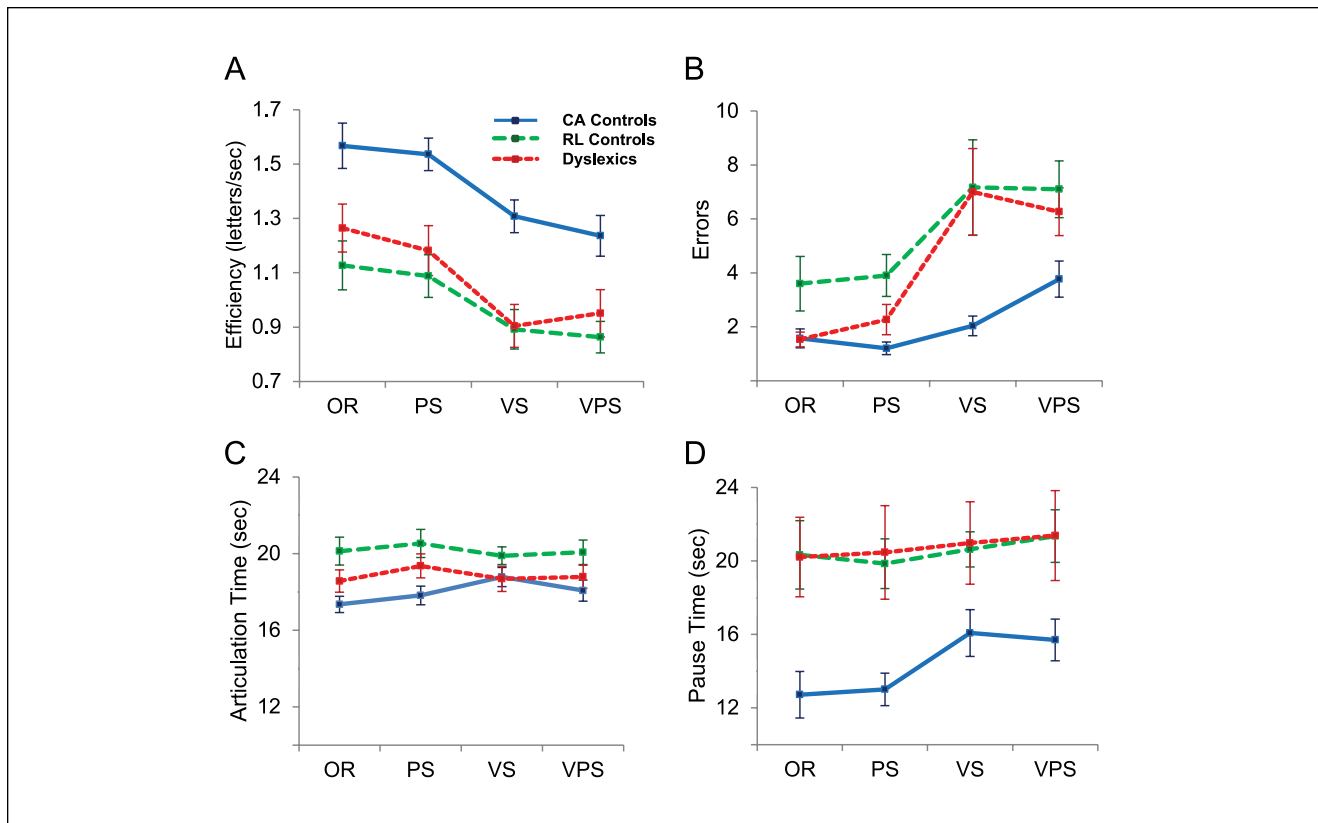 A
Efficiency (letters/sec)
1.7
1.5
1.3
1.1
0.9
0.7
OR PS VS VPS
CA Controls
RL Controls
Dyslexics
B
Errors
10
8
6
4
2
OR PS VS VPS
C
Articulation Time (sec)
24
20
16
12
OR PS VS VPS
D
Pause Time (sec)
24
20
16
12
OR PS VS VPS